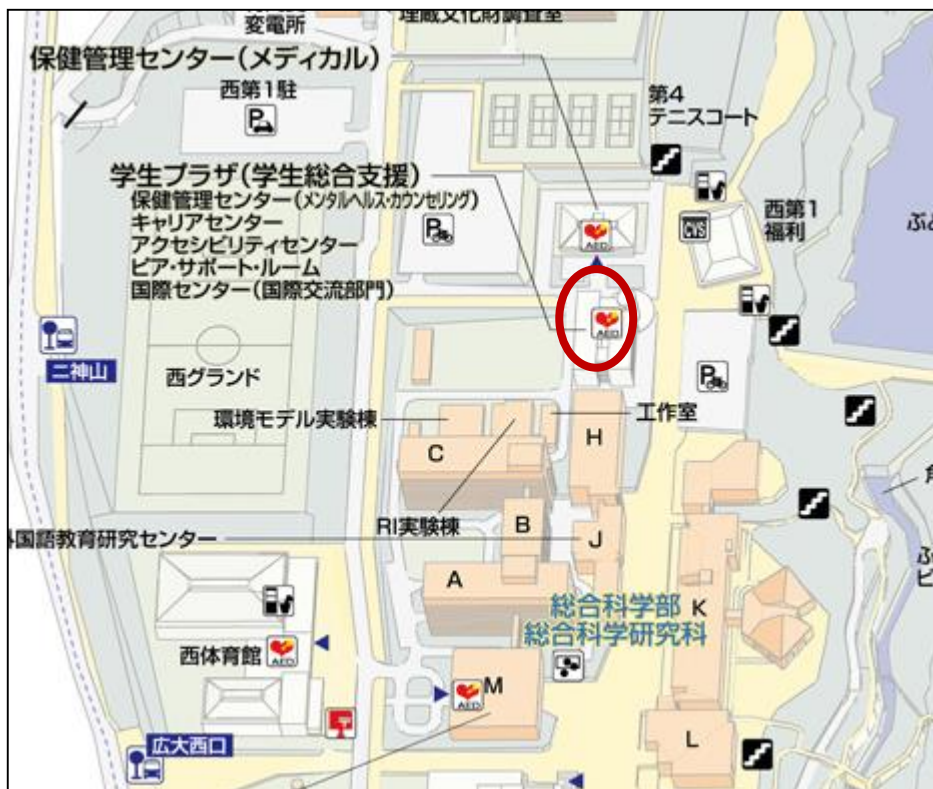 変電所
埋蔵文化財調査室
保健管理センター(メディカル)
西第1駐
P
第4
テニスコート
学生プラザ(学生総合支援)
保健管理センター(メンタルヘルス・カウンセリング)
キャリアセンター
アクセシビリティセンター
ピア・サポート・ルーム
国際センター(国際交流部門)
P
CVS
西第1
福利
AED
AED
二神山
西グランド
P
環境モデル実験棟
工作室
C
H
RI実験棟
B
J
外国語教育研究センター
A
総合科学部
総合科学研究科
K
西体育館
AED
AED
M
L
広大西口